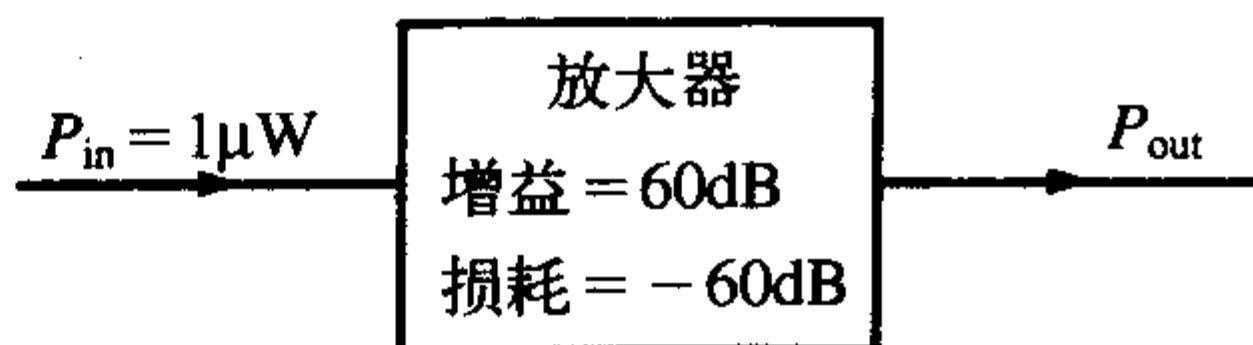 放大器
P_in = 1μW
增益 = 60dB
损耗 = -60dB
P_out